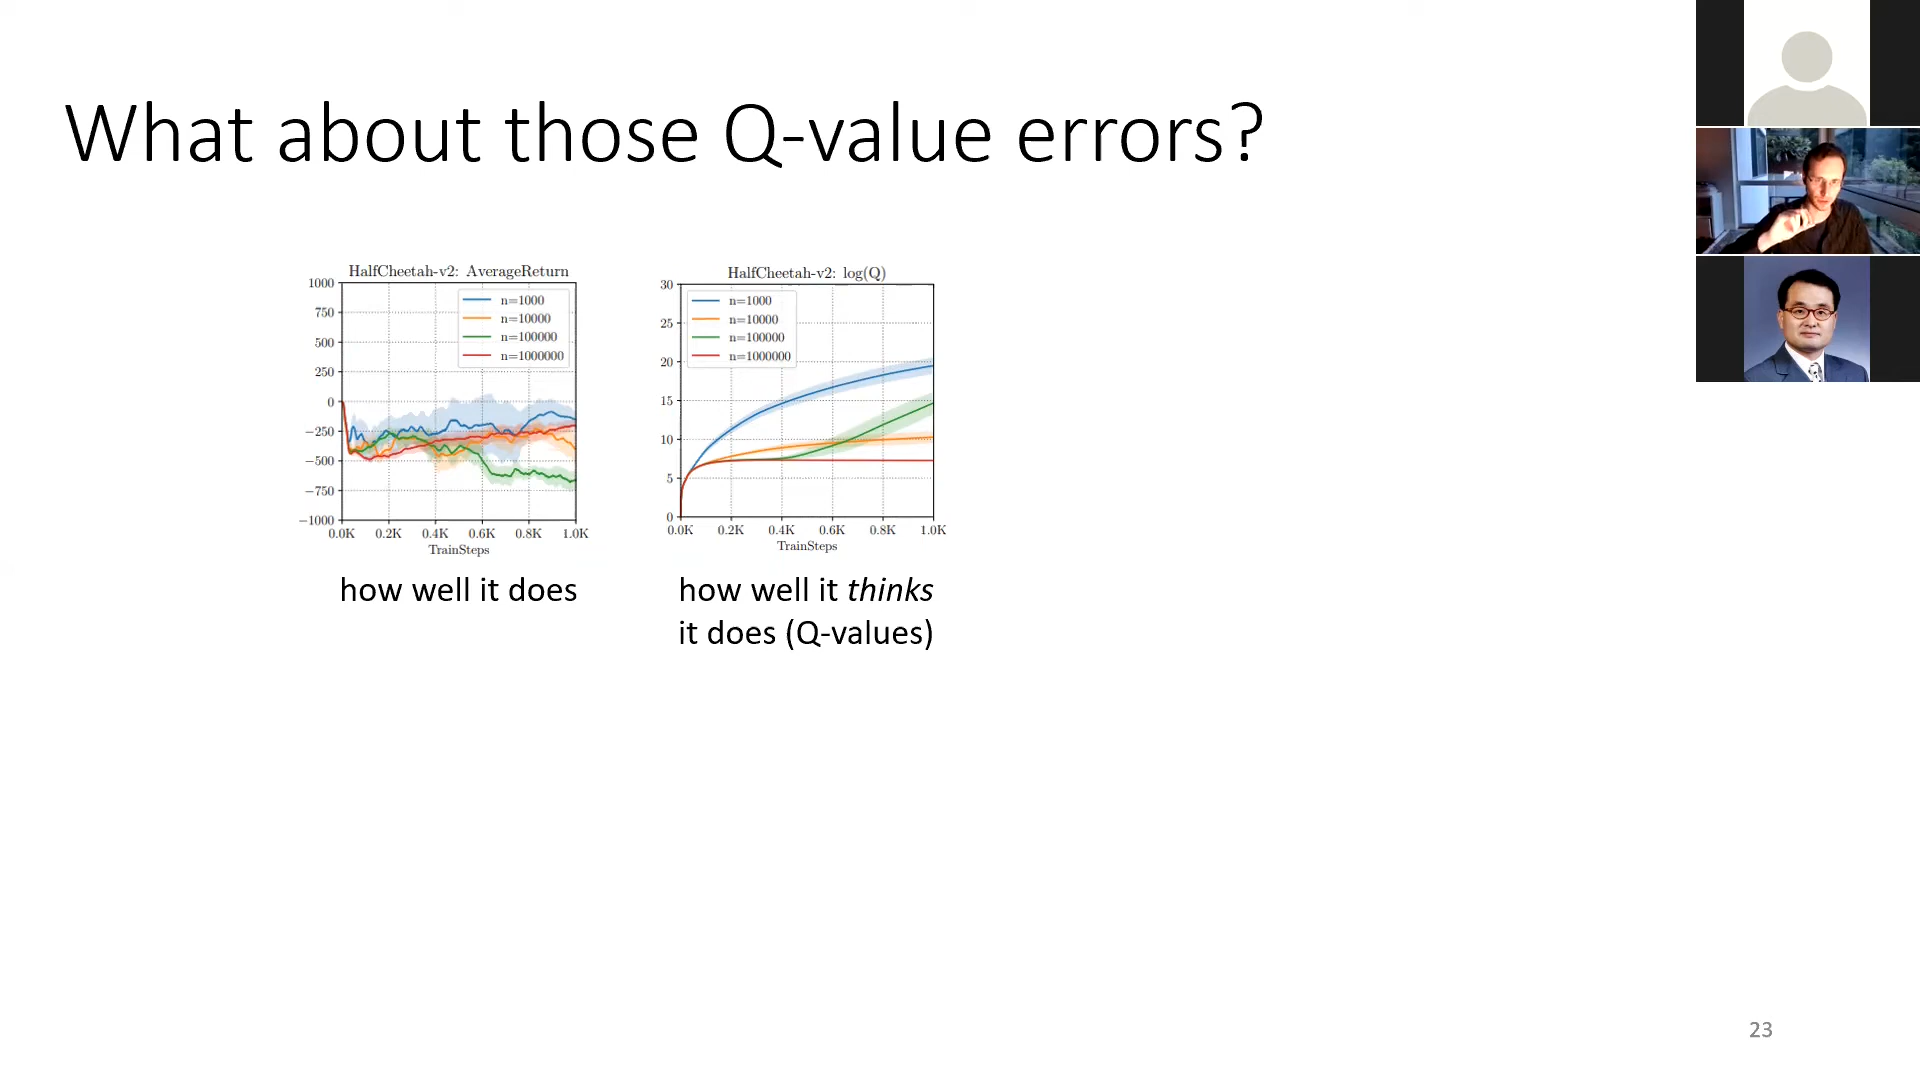 What about those Q-value errors?
HalfCheetah-v2: AverageReturn
1000
750
500
250
0
−250
−500
−750
−1000
n=1000
n=10000
n=100000
n=1000000
0.0K 0.2K 0.4K 0.6K 0.8K 1.0K
TrainSteps
how well it does
HalfCheetah-v2: log(Q)
30
25
20
15
10
5
0
n=1000
n=10000
n=100000
n=1000000
0.0K 0.2K 0.4K 0.6K 0.8K 1.0K
TrainSteps
how well it thinks
it does (Q-values)
23